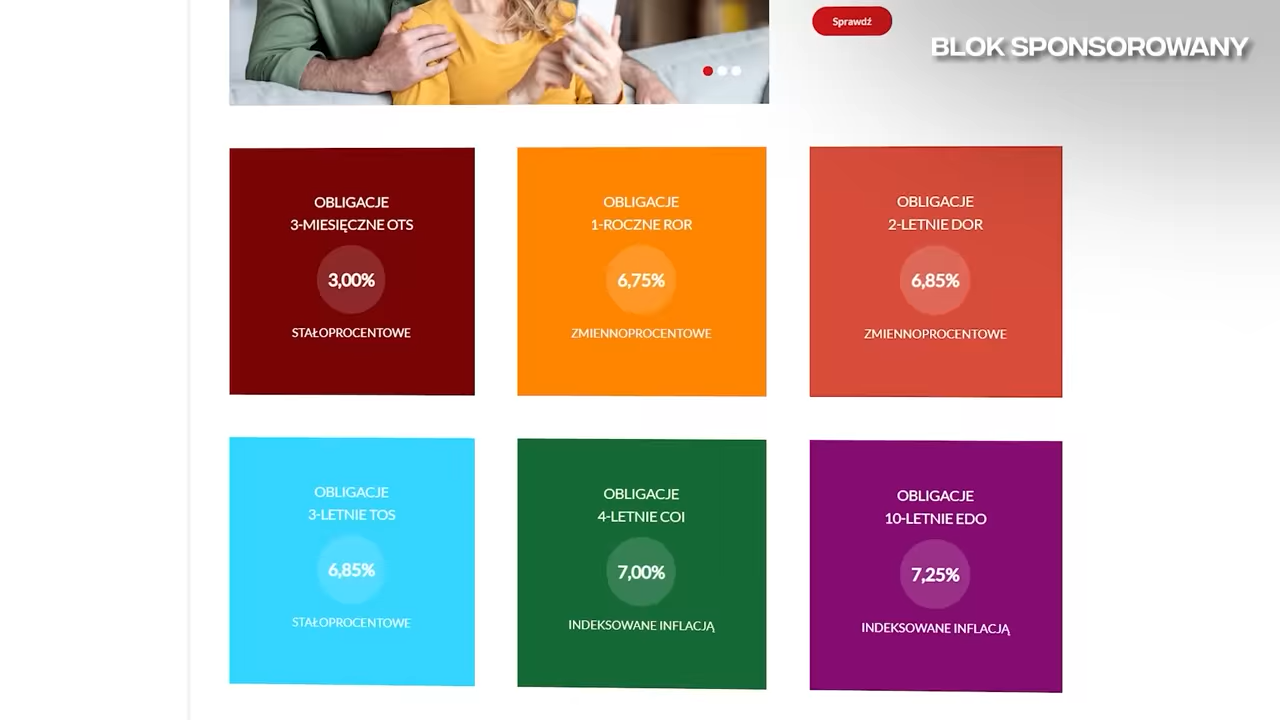 Sprawdź
BLOK SPONSOROWANY
OBLIGACJE
3-MIESIĘCZNE OTS
3,00%
STAŁOPROCENTOWE
OBLIGACJE
1-ROCZNE ROR
6,75%
ZMIENNOPROCENTOWE
OBLIGACJE
2-LETNIE DOR
6,85%
ZMIENNOPROCENTOWE
OBLIGACJE
3-LETNIE TOS
6,85%
STAŁOPROCENTOWE
OBLIGACJE
4-LETNIE COI
7,00%
INDEKSOWANE INFLACJĄ
OBLIGACJE
10-LETNIE EDO
7,25%
INDEKSOWANE INFLACJĄ